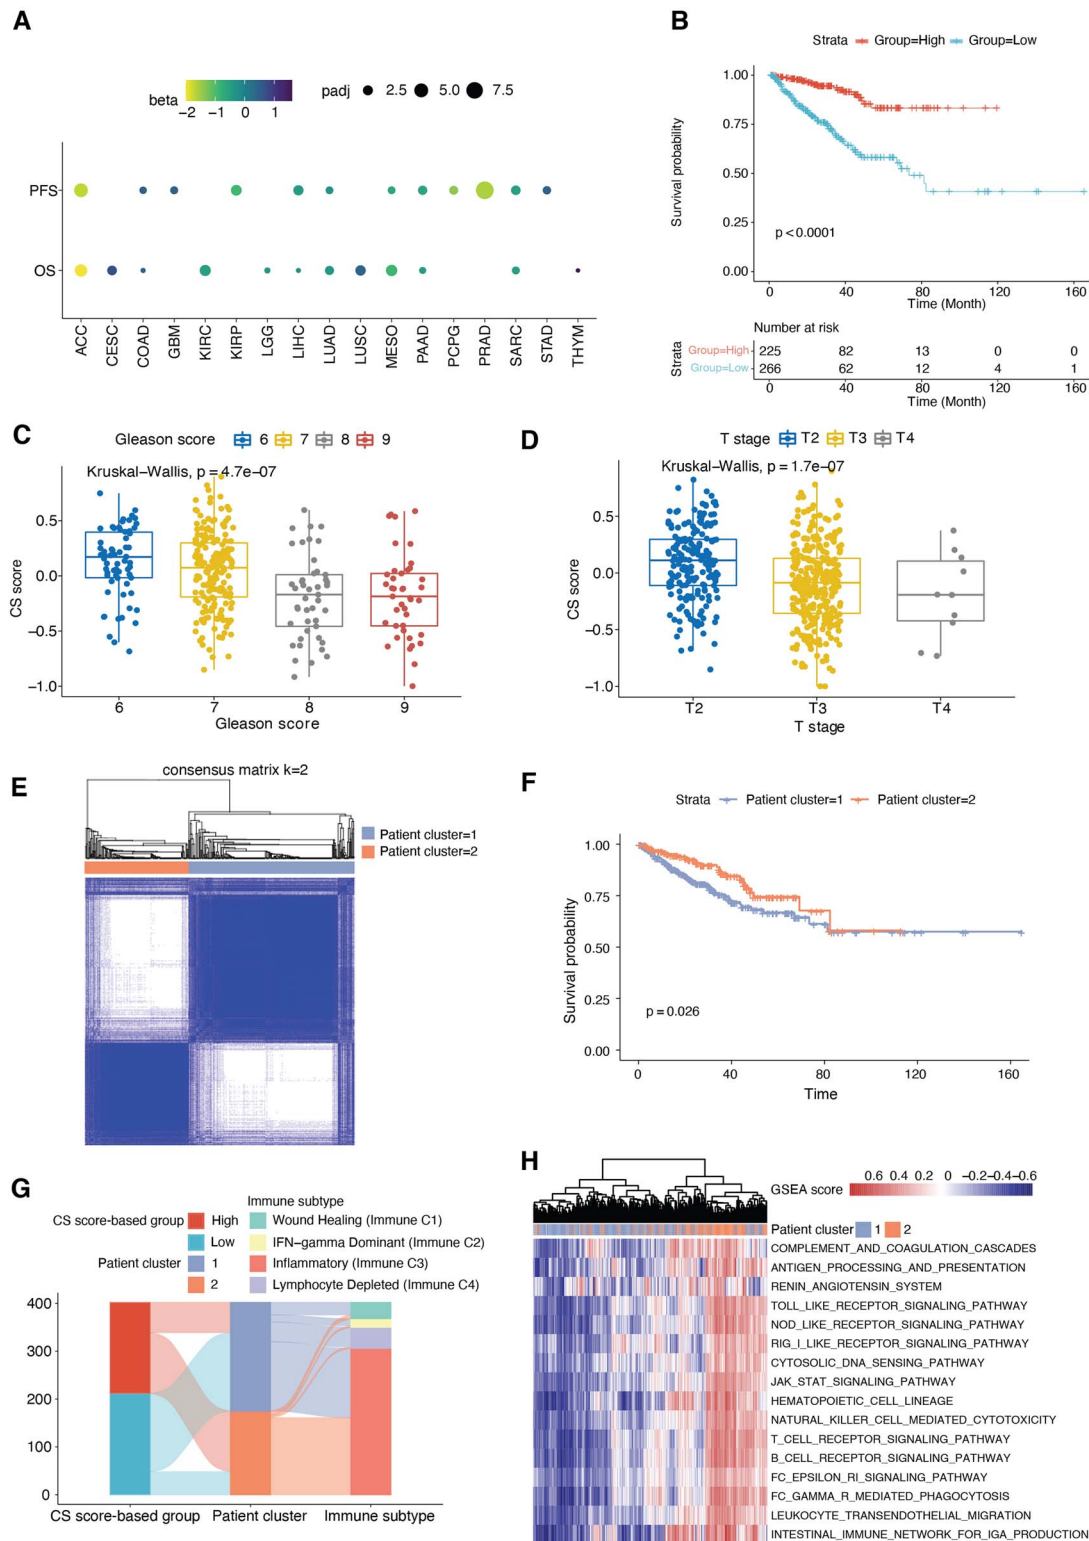 A
beta
−2 −1 0 1
padj 2.5 5.0 7.5
PFS
OS
ACC CESC COAD GBM KIRC KIRP LGG LIHC LUAD LUSC MESO PAAD PCPG PRAD SARC STAD THYM
B
Strata Group=High Group=Low
Survival probability
1.00
0.75
0.50
0.25
0.00
p<0.0001
0 40 80 120 160
Time (Month)
Number at risk
Strata
Group=High 225 82 13 0 0
Group=Low 266 62 12 4 1
0 40 80 120 160
Time (Month)
C
Gleason score 6 7 8 9
Kruskal−Wallis, p=4.7e−07
CS score
0.5
0.0
−0.5
−1.0
6 7 8 9
Gleason score
D
T stage T2 T3 T4
Kruskal−Wallis, p=1.7e−07
CS score
0.5
0.0
−0.5
−1.0
T2 T3 T4
T stage
E
consensus matrix k=2
Patient cluster=1
Patient cluster=2
F
Strata Patient cluster=1 Patient cluster=2
Survival probability
1.00
0.75
0.50
0.25
0.00
p=0.026
0 40 80 120 160
Time
G
Immune subtype
CS score-based group High Wound Healing (Immune C1)
Low IFN-gamma Dominant (Immune C2)
Patient cluster 1 Inflammatory (Immune C3)
2 Lymphocyte Depleted (Immune C4)
400
300
200
100
0
CS score-based group Patient cluster Immune subtype
H
GSEA score 0.6 0.4 0.2 0 −0.2−0.4−0.6
Patient cluster 1 2
COMPLEMENT_AND_COAGULATION_CASCADES
ANTIGEN_PROCESSING_AND_PRESENTATION
RENIN_ANGIOTENSIN_SYSTEM
TOLL_LIKE_RECEPTOR_SIGNALING_PATHWAY
NOD_LIKE_RECEPTOR_SIGNALING_PATHWAY
RIG_I_LIKE_RECEPTOR_SIGNALING_PATHWAY
CYTOSOLIC_DNA_SENSING_PATHWAY
JAK_STAT_SIGNALING_PATHWAY
HEMATOPOIETIC_CELL_LINEAGE
NATURAL_KILLER_CELL_MEDIATED_CYTOTOXICITY
T_CELL_RECEPTOR_SIGNALING_PATHWAY
B_CELL_RECEPTOR_SIGNALING_PATHWAY
FC_EPSILON_RI_SIGNALING_PATHWAY
FC_GAMMA_R_MEDIATED_PHAGOCYTOSIS
LEUKOCYTE_TRANSENDOTHELIAL_MIGRATION
INTESTINAL_IMMUNE_NETWORK_FOR_IGA_PRODUCTION